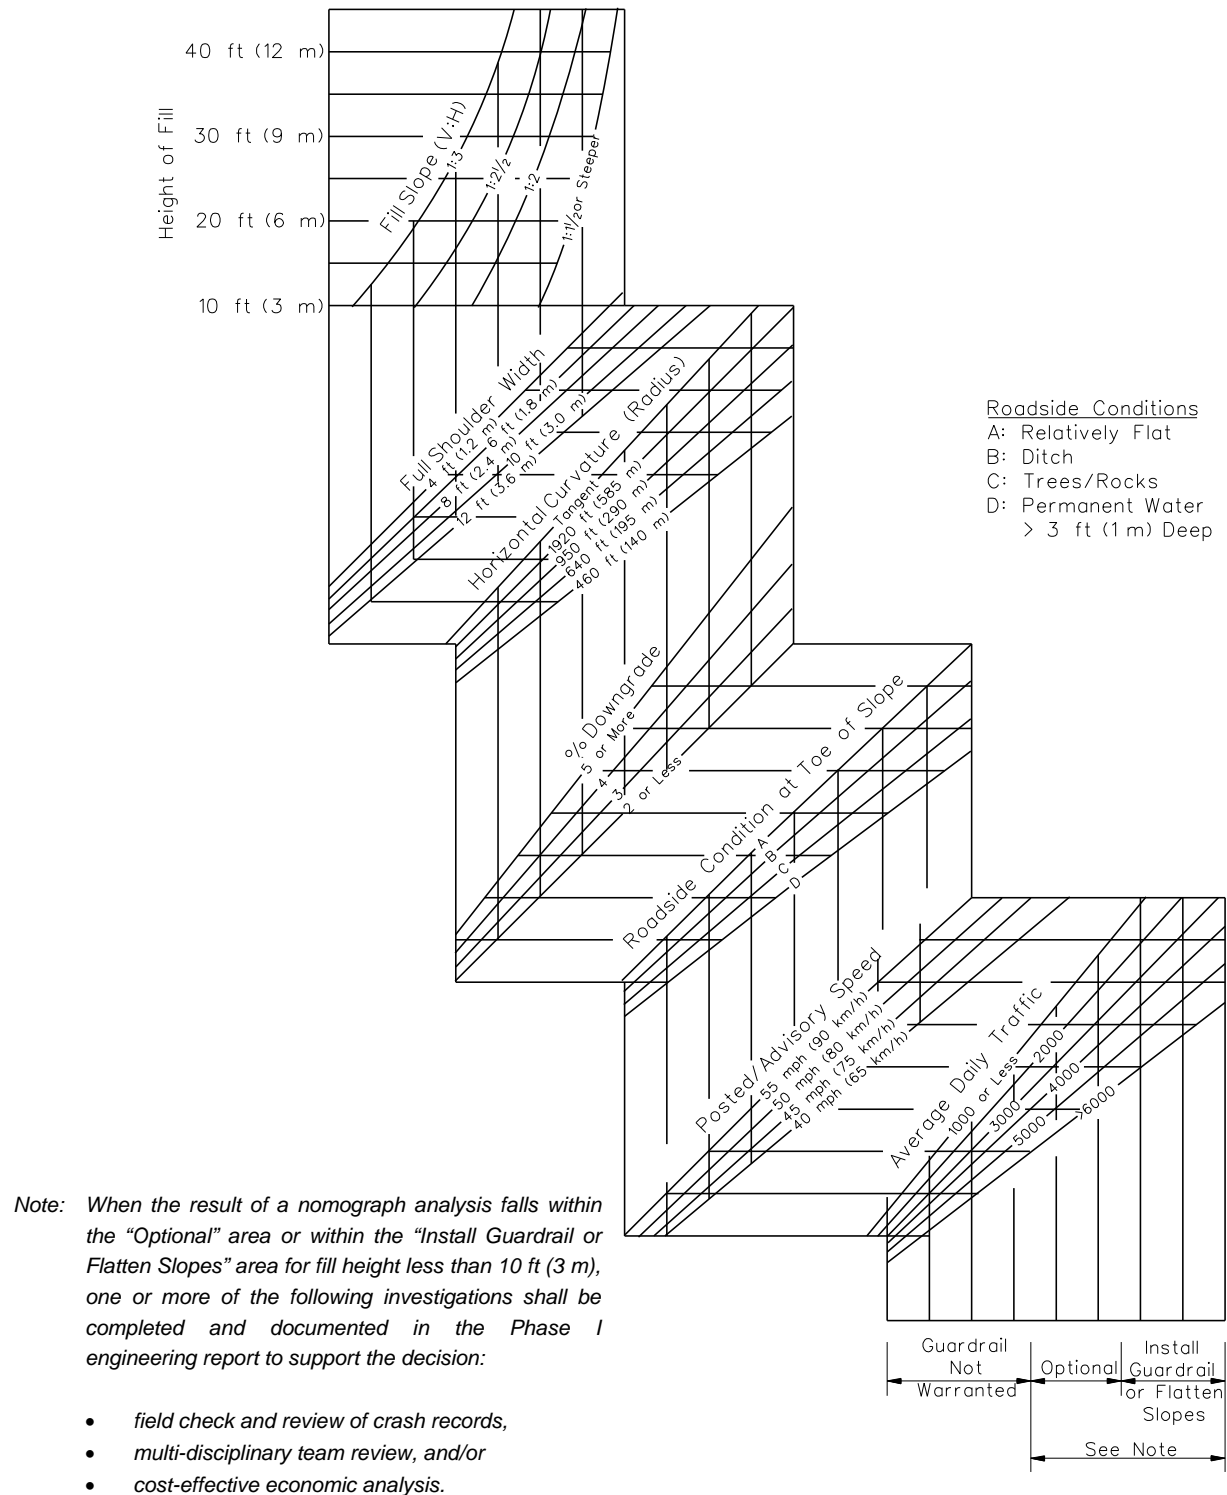 40 ft (12 m)
30 ft (9 m)
20 ft (6 m)
10 ft (3 m)
Height of Fill
Fill Slope (V:H)
1:3
1:2½
1:2
1:1½ or Steeper
Full Shoulder Width
4 ft (1.2 m)
6 ft (1.8 m)
8 ft (2.4 m)
10 ft (3.0 m)
12 ft (3.6 m)
Horizontal Curvature (Radius)
Tangent
1920 ft (585 m)
950 ft (290 m)
640 ft (195 m)
460 ft (140 m)
Roadside Conditions
A: Relatively Flat
B: Ditch
C: Trees/Rocks
D: Permanent Water
> 3 ft (1 m) Deep
% Downgrade
5 or More
4
3
2 or Less
Roadside Condition at Toe of Slope
A
B
C
D
Posted/Advisory Speed
55 mph (90 km/h)
50 mph (80 km/h)
45 mph (75 km/h)
40 mph (65 km/h)
Average Daily Traffic
1000 or Less
2000
3000
4000
5000
>6000
Guardrail
Not
Warranted
Optional
Install
Guardrail
or Flatten
Slopes
See Note
Note: When the result of a nomograph analysis falls within
the “Optional” area or within the “Install Guardrail or
Flatten Slopes” area for fill height less than 10 ft (3 m),
one or more of the following investigations shall be
completed and documented in the Phase I
engineering report to support the decision:
• field check and review of crash records,
• multi-disciplinary team review, and/or
• cost-effective economic analysis.